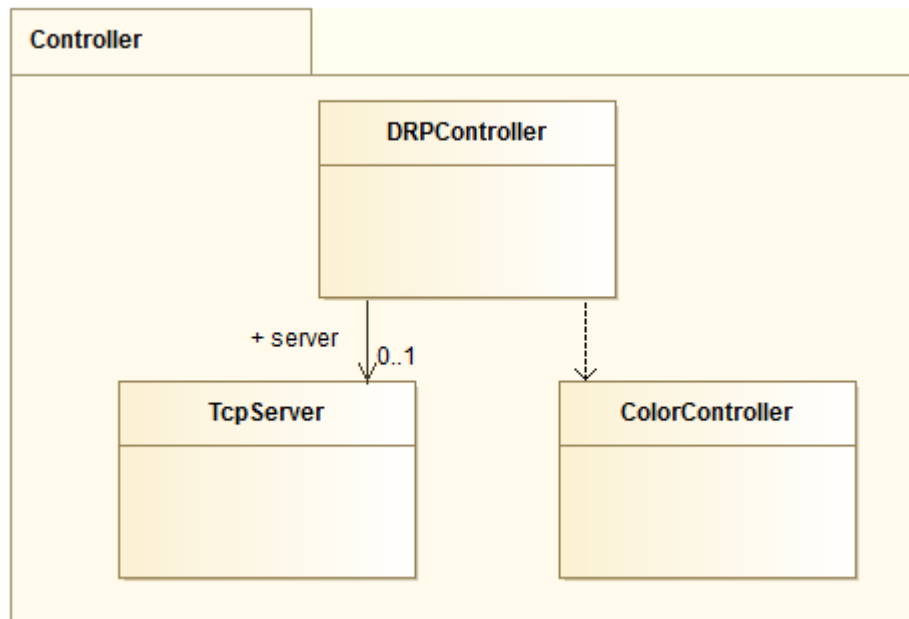 Controller
DRPController
+ server
0..1
TcpServer
ColorController